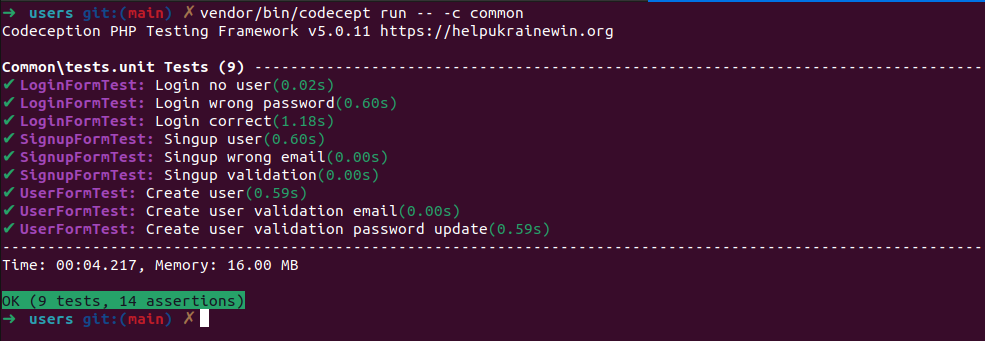 ➜ users git:(main) ✗ vendor/bin/codecept run -- -c common
Codeception PHP Testing Framework v5.0.11 https://helpukrainewin.org
Common\tests.unit Tests (9) --------------------------------------------------------------------------------
✔ LoginFormTest: Login no user(0.02s)
✔ LoginFormTest: Login wrong password(0.60s)
✔ LoginFormTest: Login correct(1.18s)
✔ SignupFormTest: Singup user(0.60s)
✔ SignupFormTest: Singup wrong email(0.00s)
✔ SignupFormTest: Singup validation(0.00s)
✔ UserFormTest: Create user(0.59s)
✔ UserFormTest: Create user validation email(0.00s)
✔ UserFormTest: Create user validation password update(0.59s)
-------------------------------------------------------------------------------------------------------------
Time: 00:04.217, Memory: 16.00 MB
OK (9 tests, 14 assertions)
➜ users git:(main) ✗